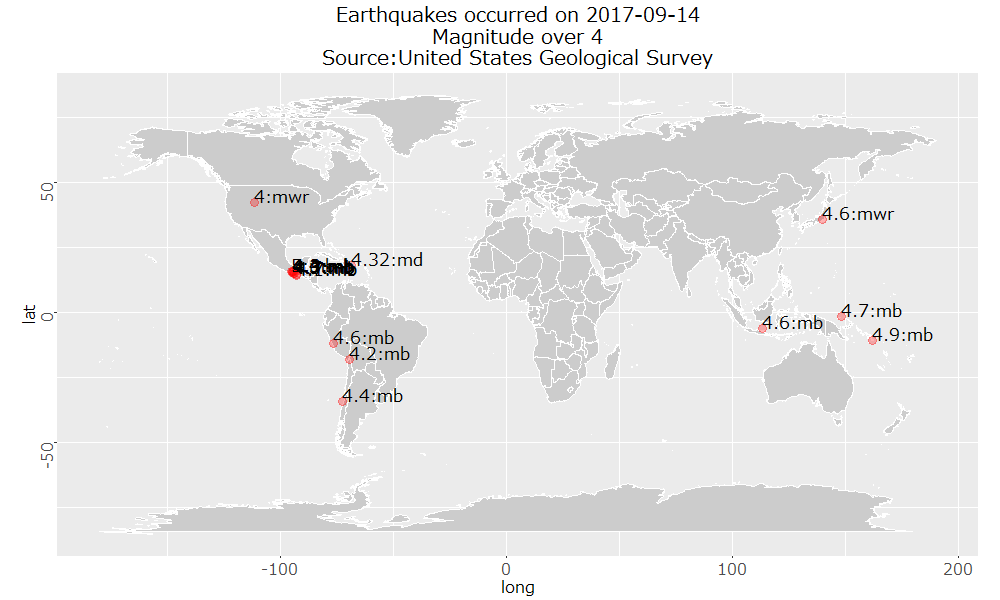 Earthquakes occurred on 2017-09-14
Magnitude over 4
Source:United States Geological Survey
50
0
-50
lat
4:mwr
4.6:mwr
4.32:md
4.7:mb
4.6:mb
4.9:mb
4.6:mb
4.2:mb
4.4:mb
-100
0
100
200
long